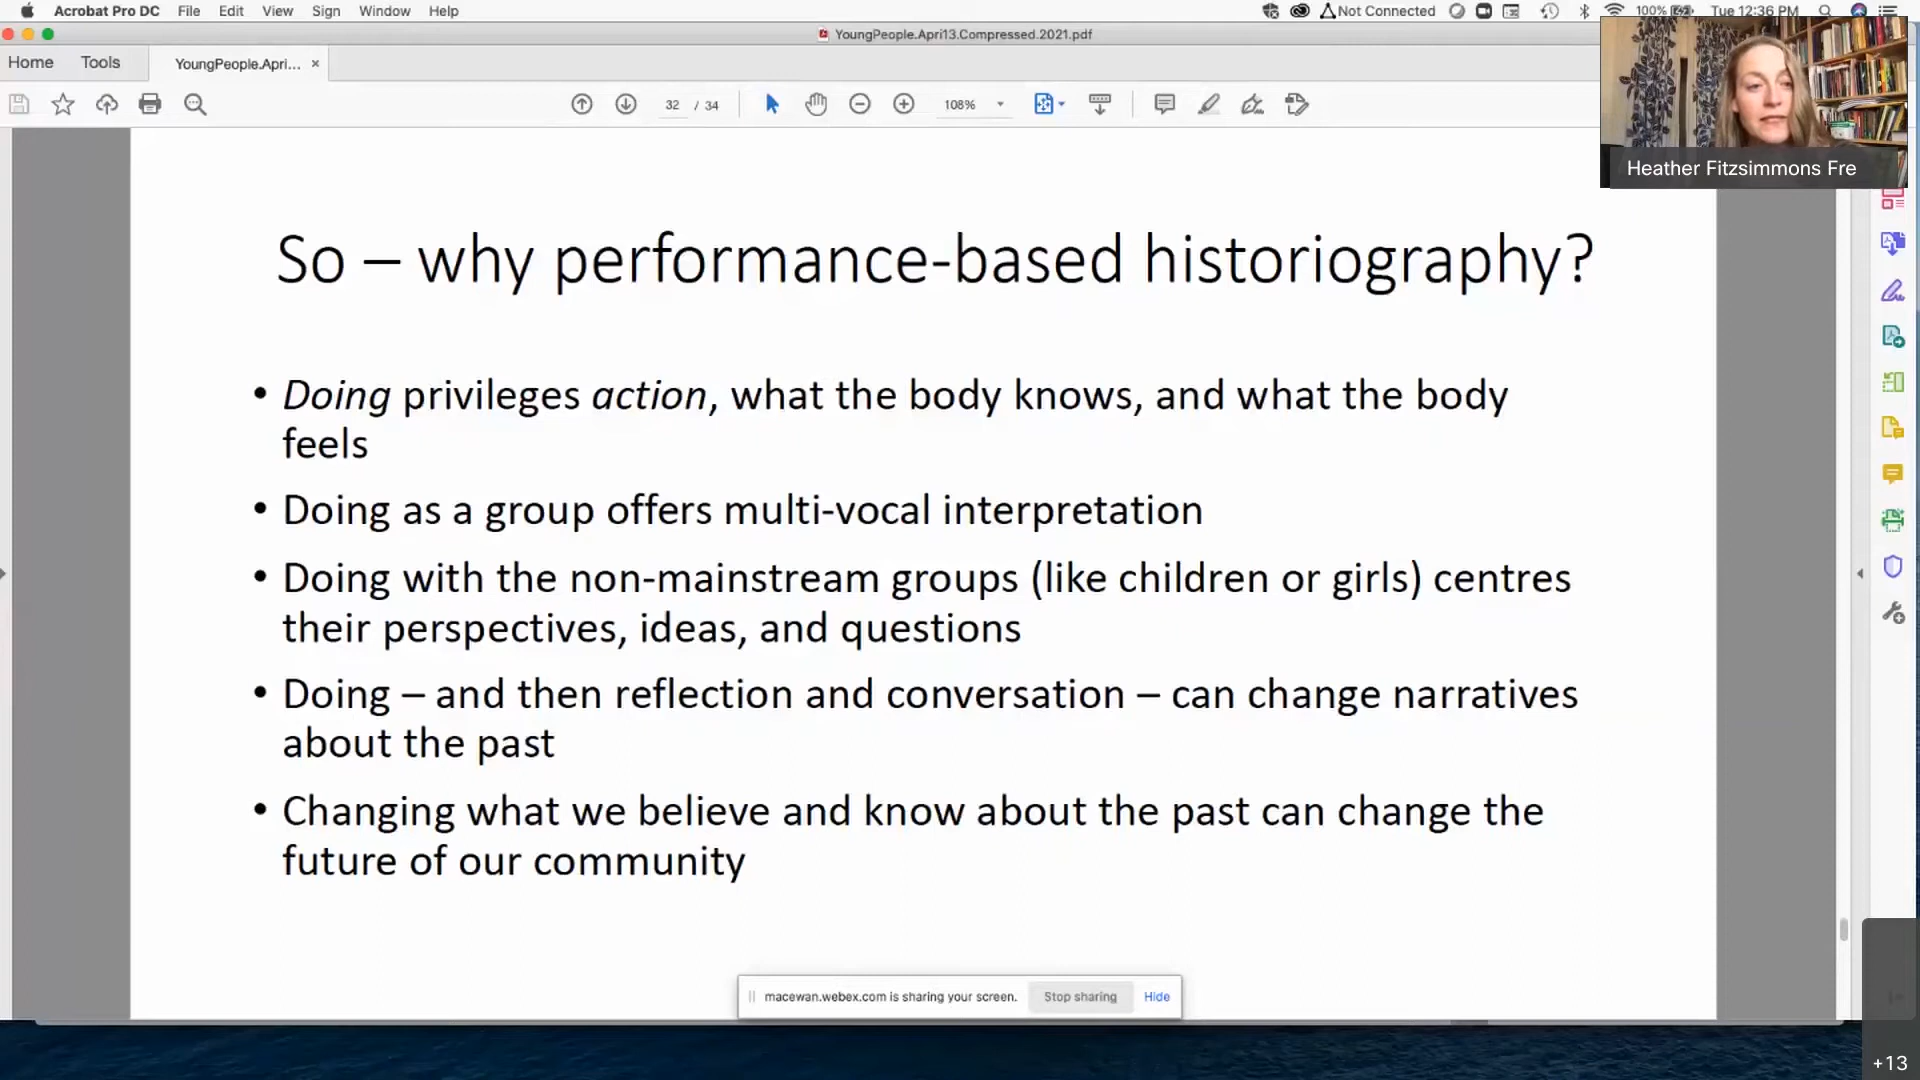 Acrobat Pro DC File Edit View Sign Window Help Not Connected 100% Tue 12:36 PM
YoungPeople.Apri13.Compressed.2021.pdf
Home Tools YoungPeople.Apri... ×
32 / 34 108%
Heather Fitzsimmons Fre
So – why performance-based historiography?
• Doing privileges action, what the body knows, and what the body
feels
• Doing as a group offers multi-vocal interpretation
• Doing with the non-mainstream groups (like children or girls) centres
their perspectives, ideas, and questions
• Doing – and then reflection and conversation – can change narratives
about the past
• Changing what we believe and know about the past can change the
future of our community
macewan.webex.com is sharing your screen. Stop sharing Hide
+13